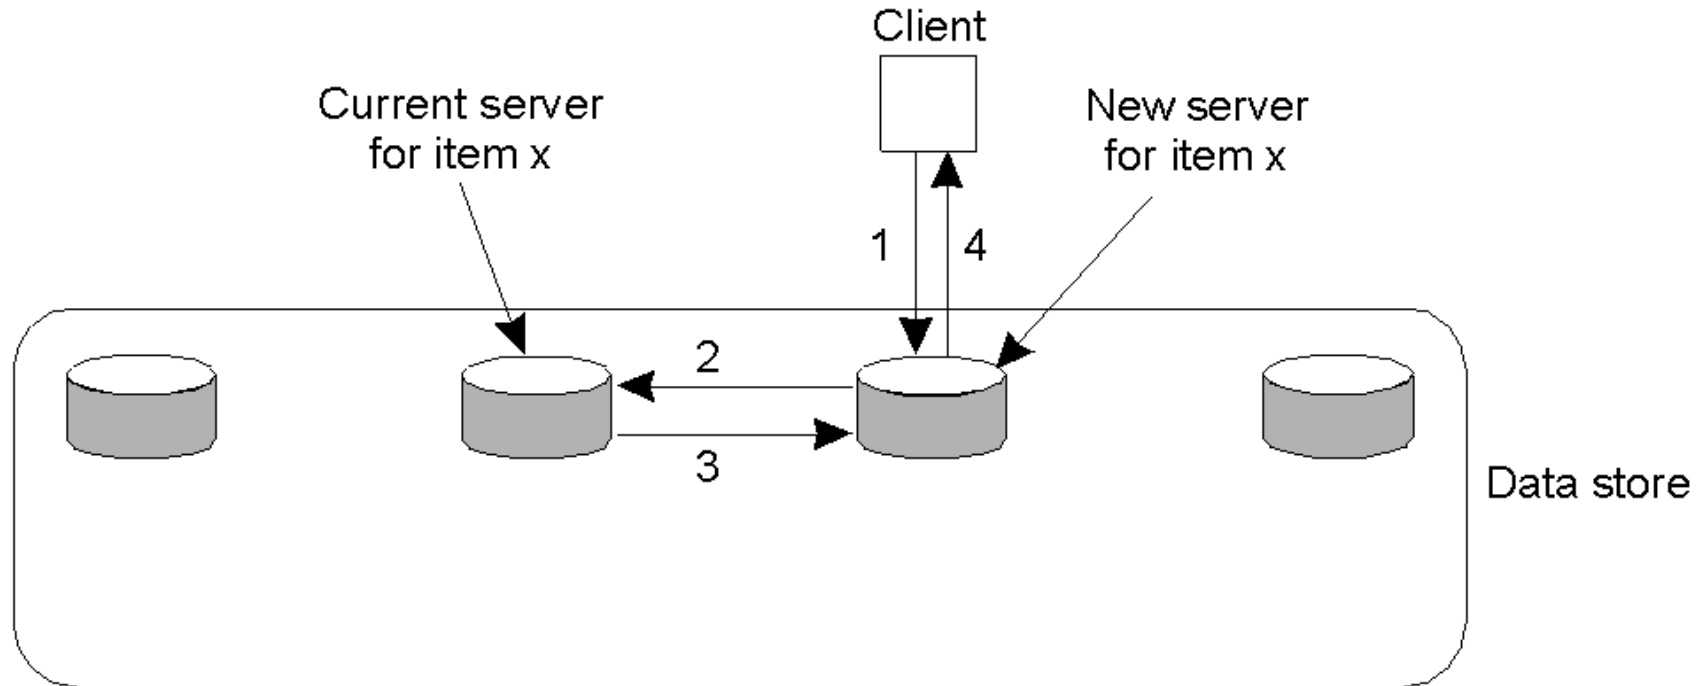 Client
Current server
for item x
New server
for item x
1
4
2
3
Data store